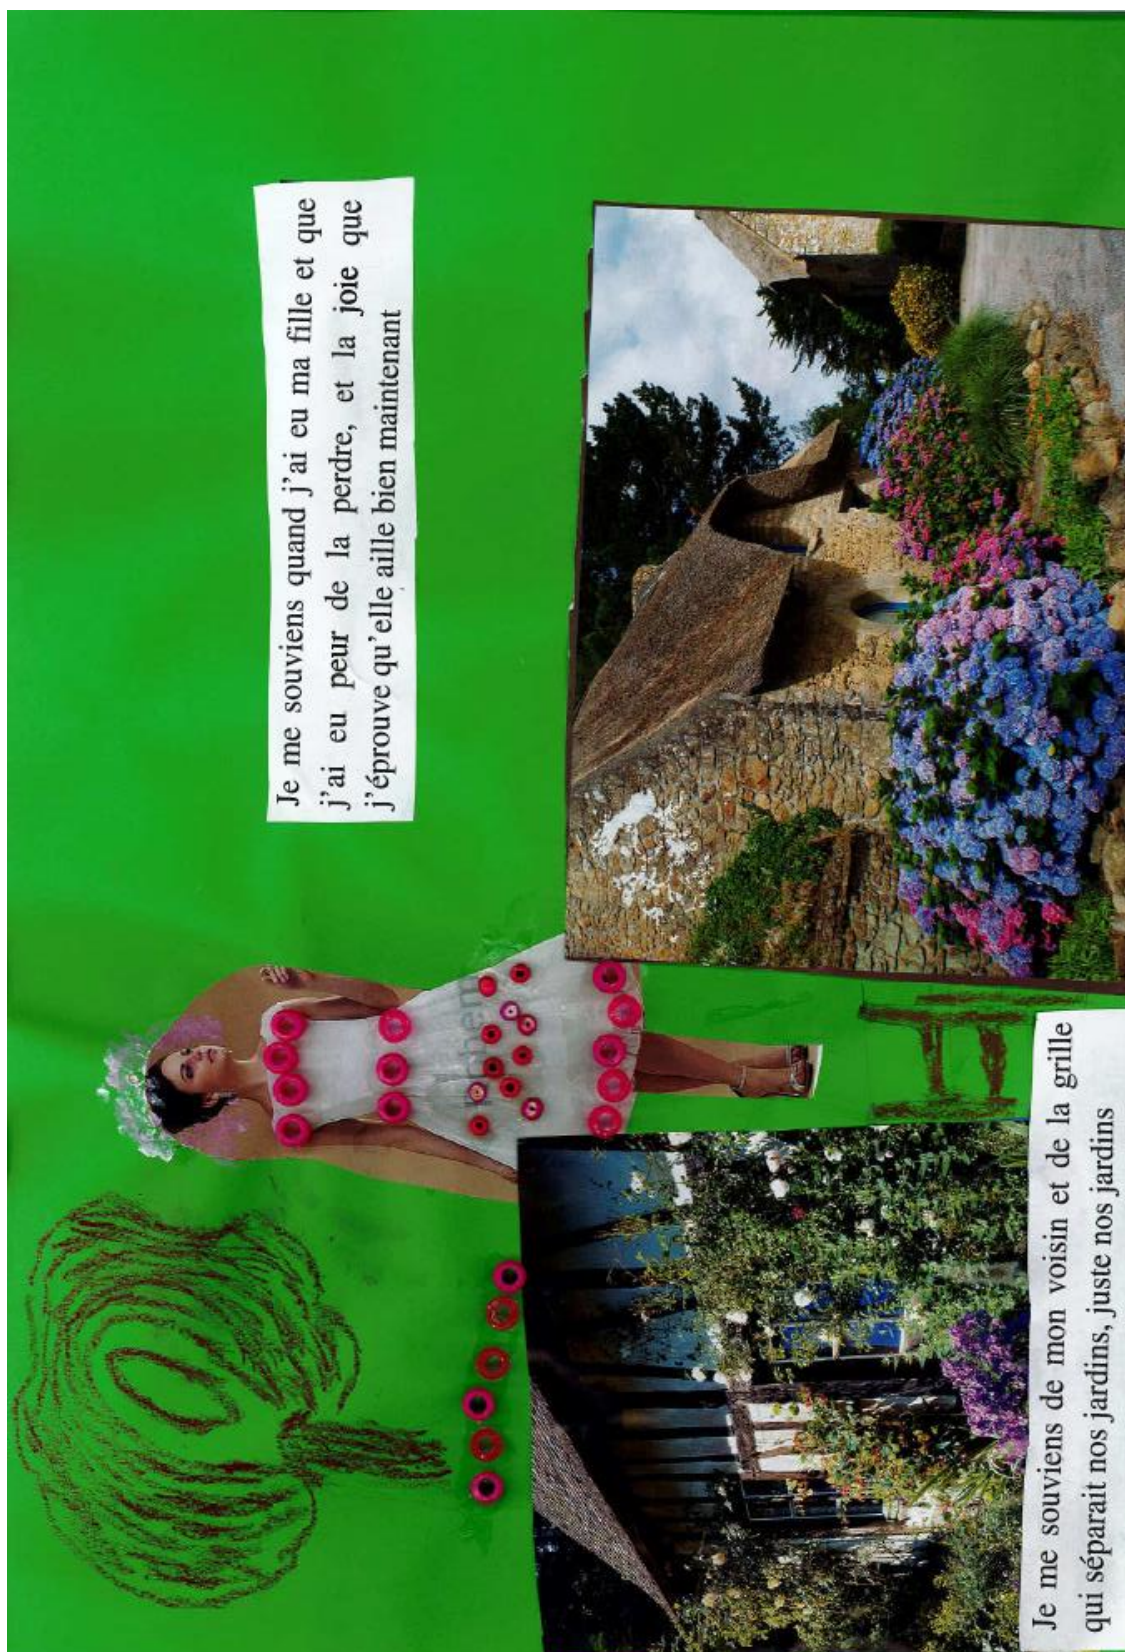 Je me souviens quand j'ai eu ma fille et que
j'ai eu peur de la perdre, et la joie que
j'éprouve qu'elle aille bien maintenant
Je me souviens de mon voisin et de la grille
qui séparait nos jardins, juste nos jardins